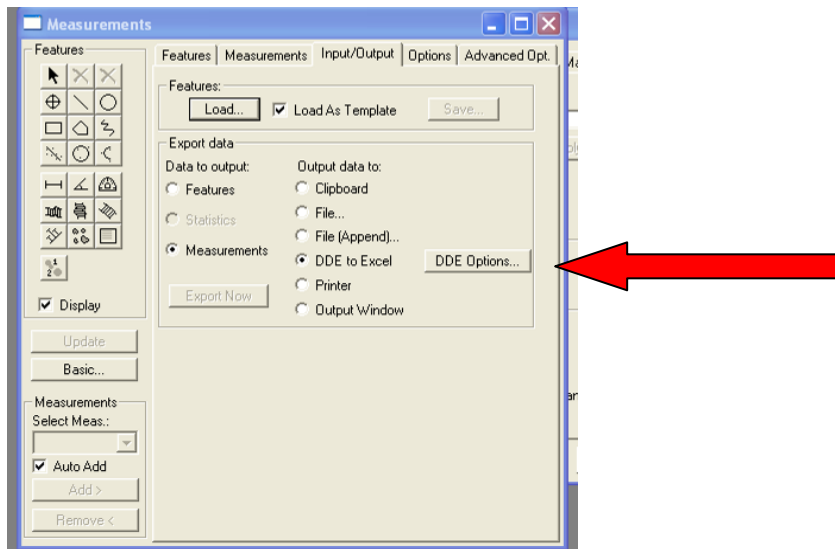 Measurements
Features
Features Measurements Input/Output Options Advanced Opt.
Features:
Load... Load As Template Save...
Export data
Data to output: Output data to:
Features Clipboard
Statistics File...
Measurements File (Append)...
DDE to Excel DDE Options...
Export Now Printer
Output Window
1
2
Display
Update
Basic...
Measurements
Select Meas.:
Auto Add
Add >
Remove <